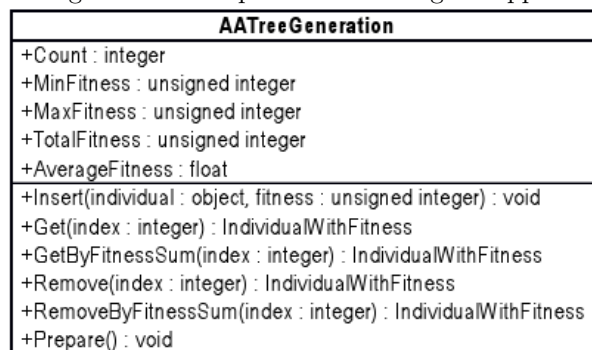 AATreeGeneration
+Count : integer
+MinFitness : unsigned integer
+MaxFitness : unsigned integer
+TotalFitness : unsigned integer
+AverageFitness : float
+Insert(individual : object, fitness : unsigned integer) : void
+Get(index : integer) : IndividualWithFitness
+GetByFitnessSum(index : integer) : IndividualWithFitness
+Remove(index : integer) : IndividualWithFitness
+RemoveByFitnessSum(index : integer) : IndividualWithFitness
+Prepare() : void